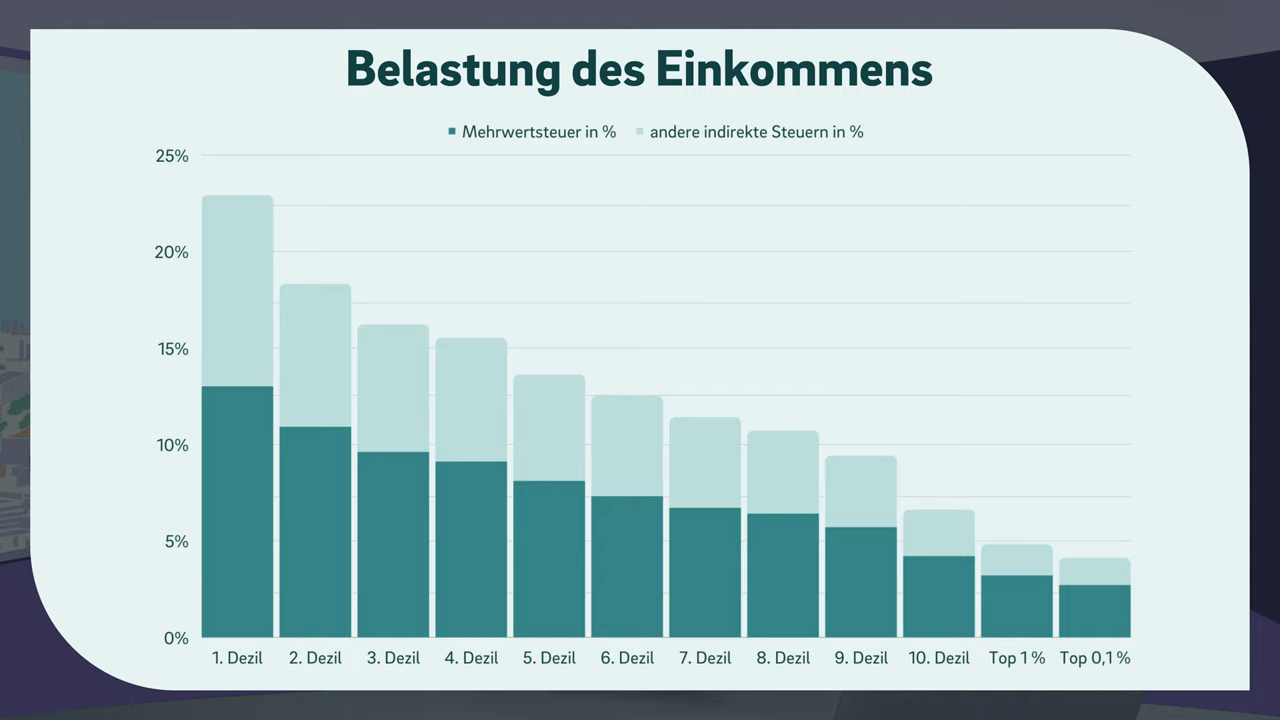 Belastung des Einkommens
Mehrwertsteuer in % andere indirekte Steuern in %
25%
20%
15%
10%
5%
0%
1. Dezil 2. Dezil 3. Dezil 4. Dezil 5. Dezil 6. Dezil 7. Dezil 8. Dezil 9. Dezil 10. Dezil Top 1 % Top 0,1 %